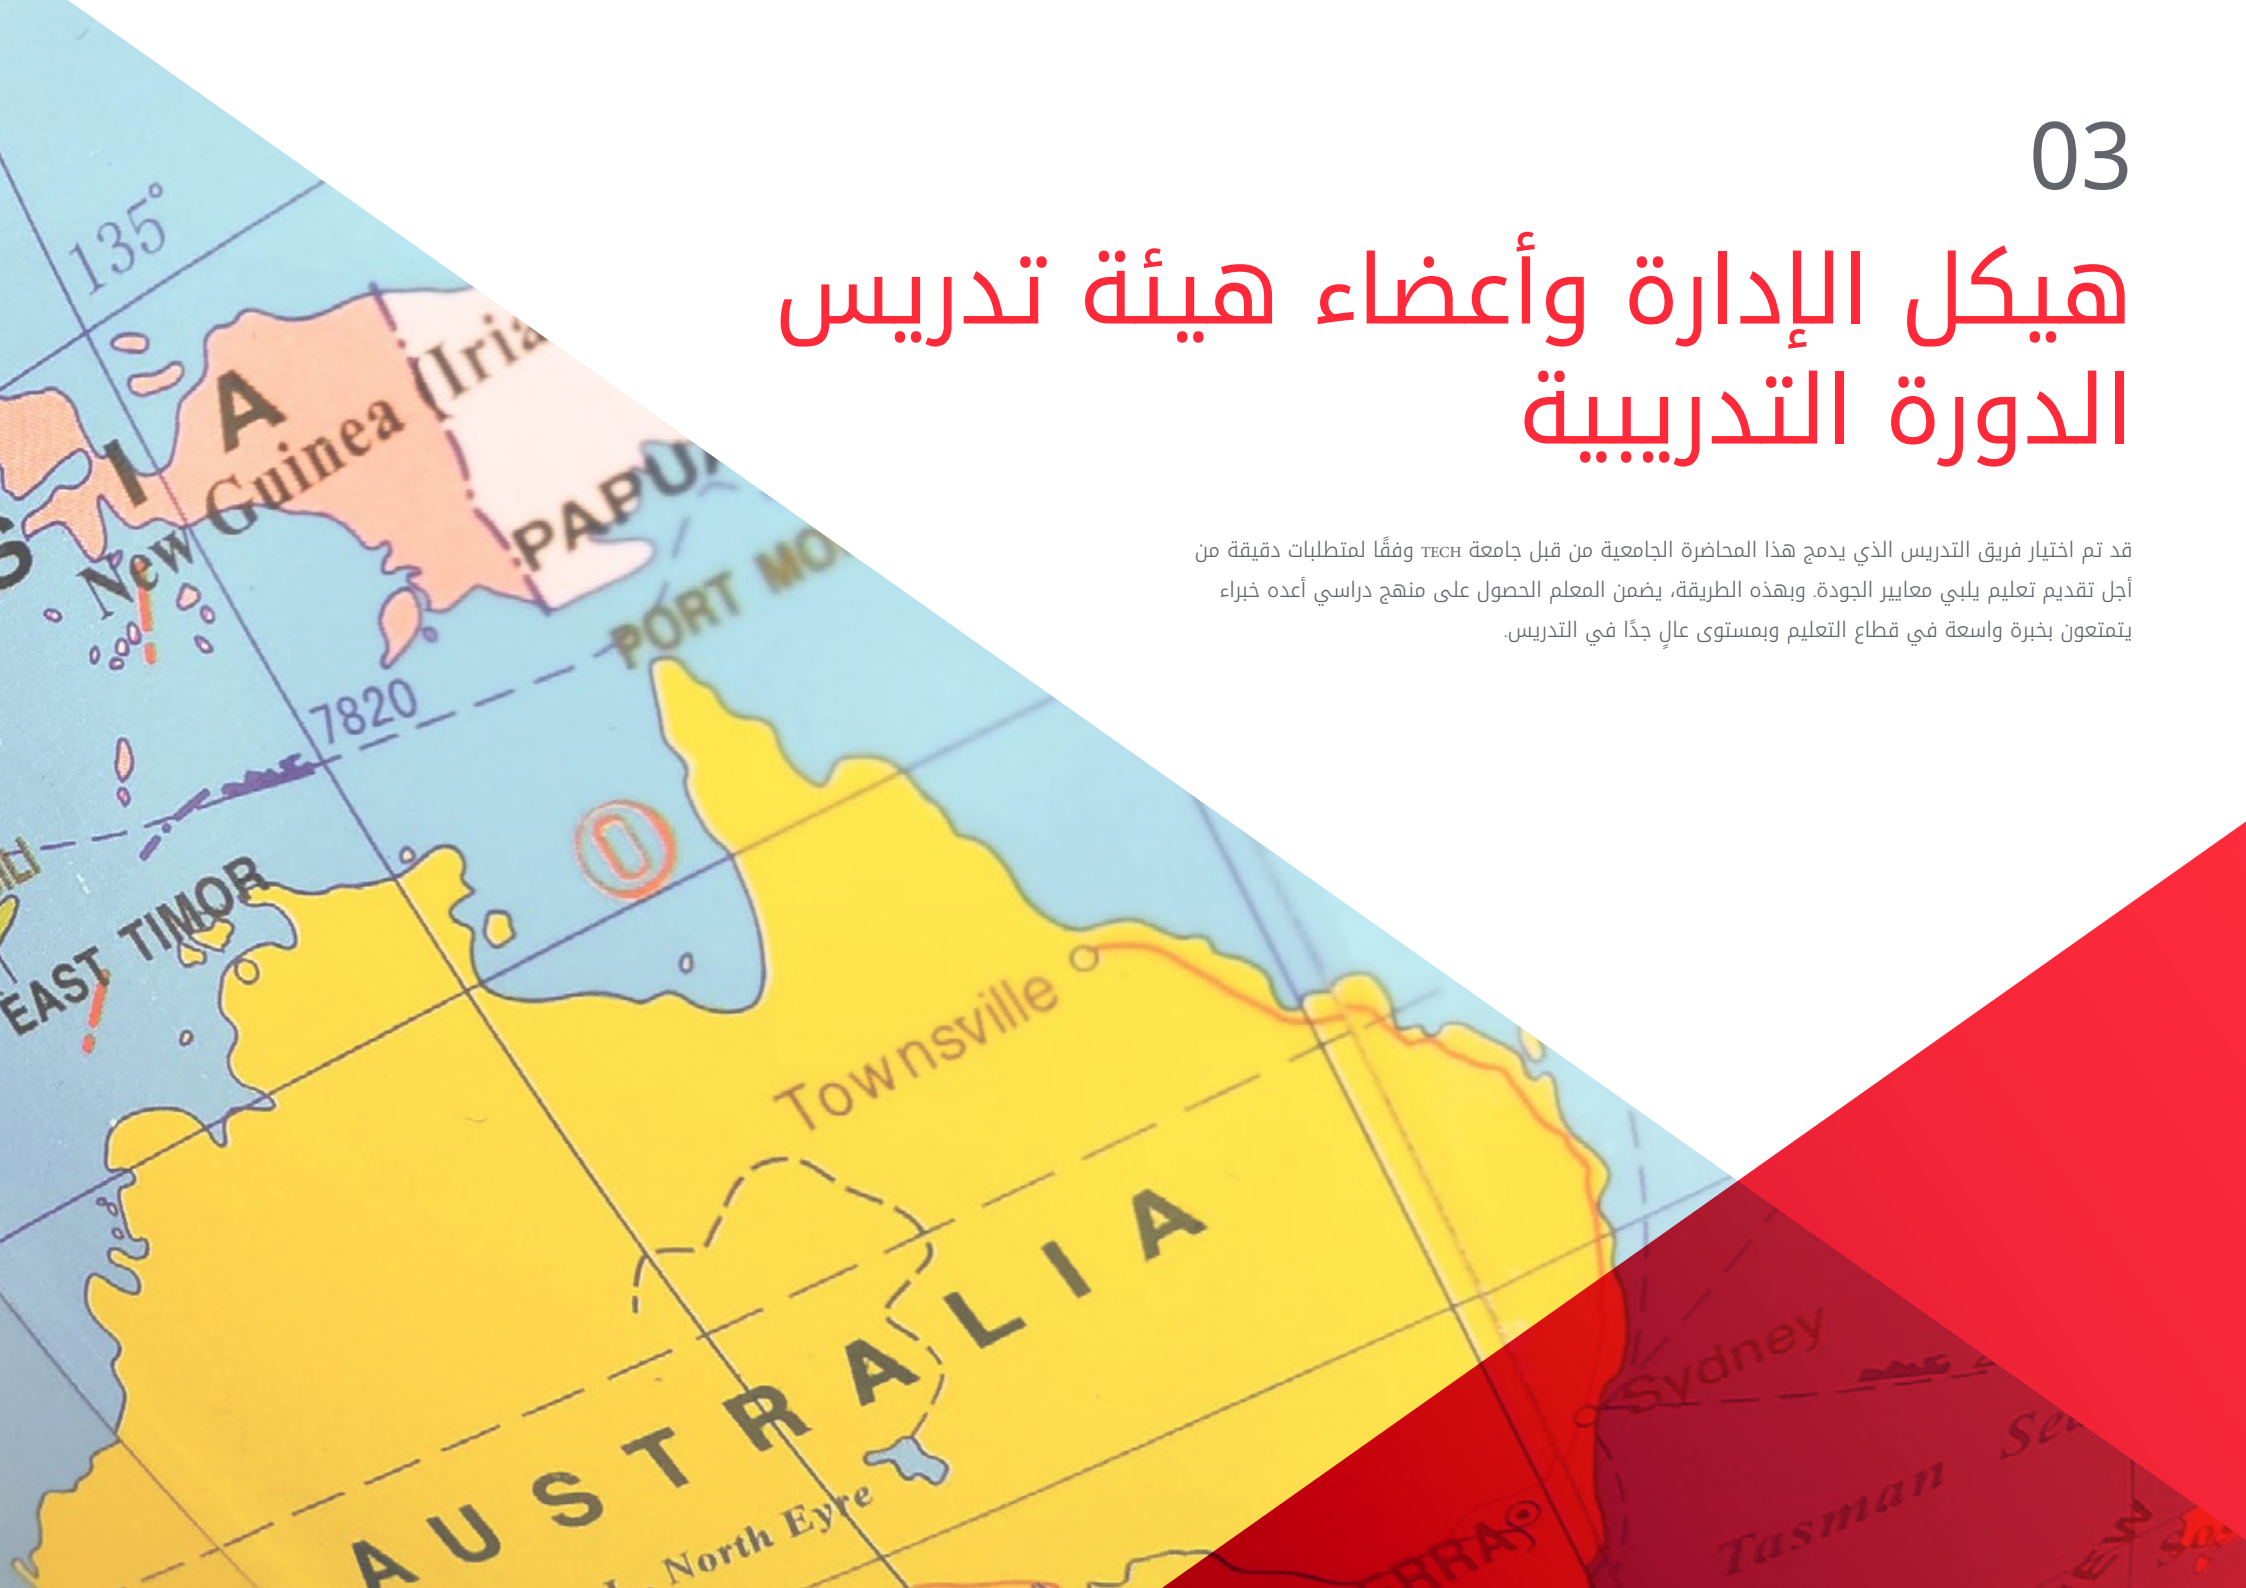 03
هيكل الإدارة وأعضاء هيئة تدريس
الدورة التدريبية
قد تم اختيار فريق التدريس الذي يدمج هذا المحاضرة الجامعية من قبل جامعة TECH وفقًا لمتطلبات دقيقة من
أجل تقديم تعليم يلبي معايير الجودة. وبهذه الطريقة، يضمن المعلم الحصول على منهج دراسي أعده خبراء
يتمتعون بخبرة واسعة في قطاع التعليم وبمستوى عالٍ جدًا في التدريس.
135°
S I A
New Guinea (Iria
PAPUA
PORT MO
7820
EAST TIMOR
Townsville
AUSTRALIA
North Eyre
Sydney
Tasman Sea